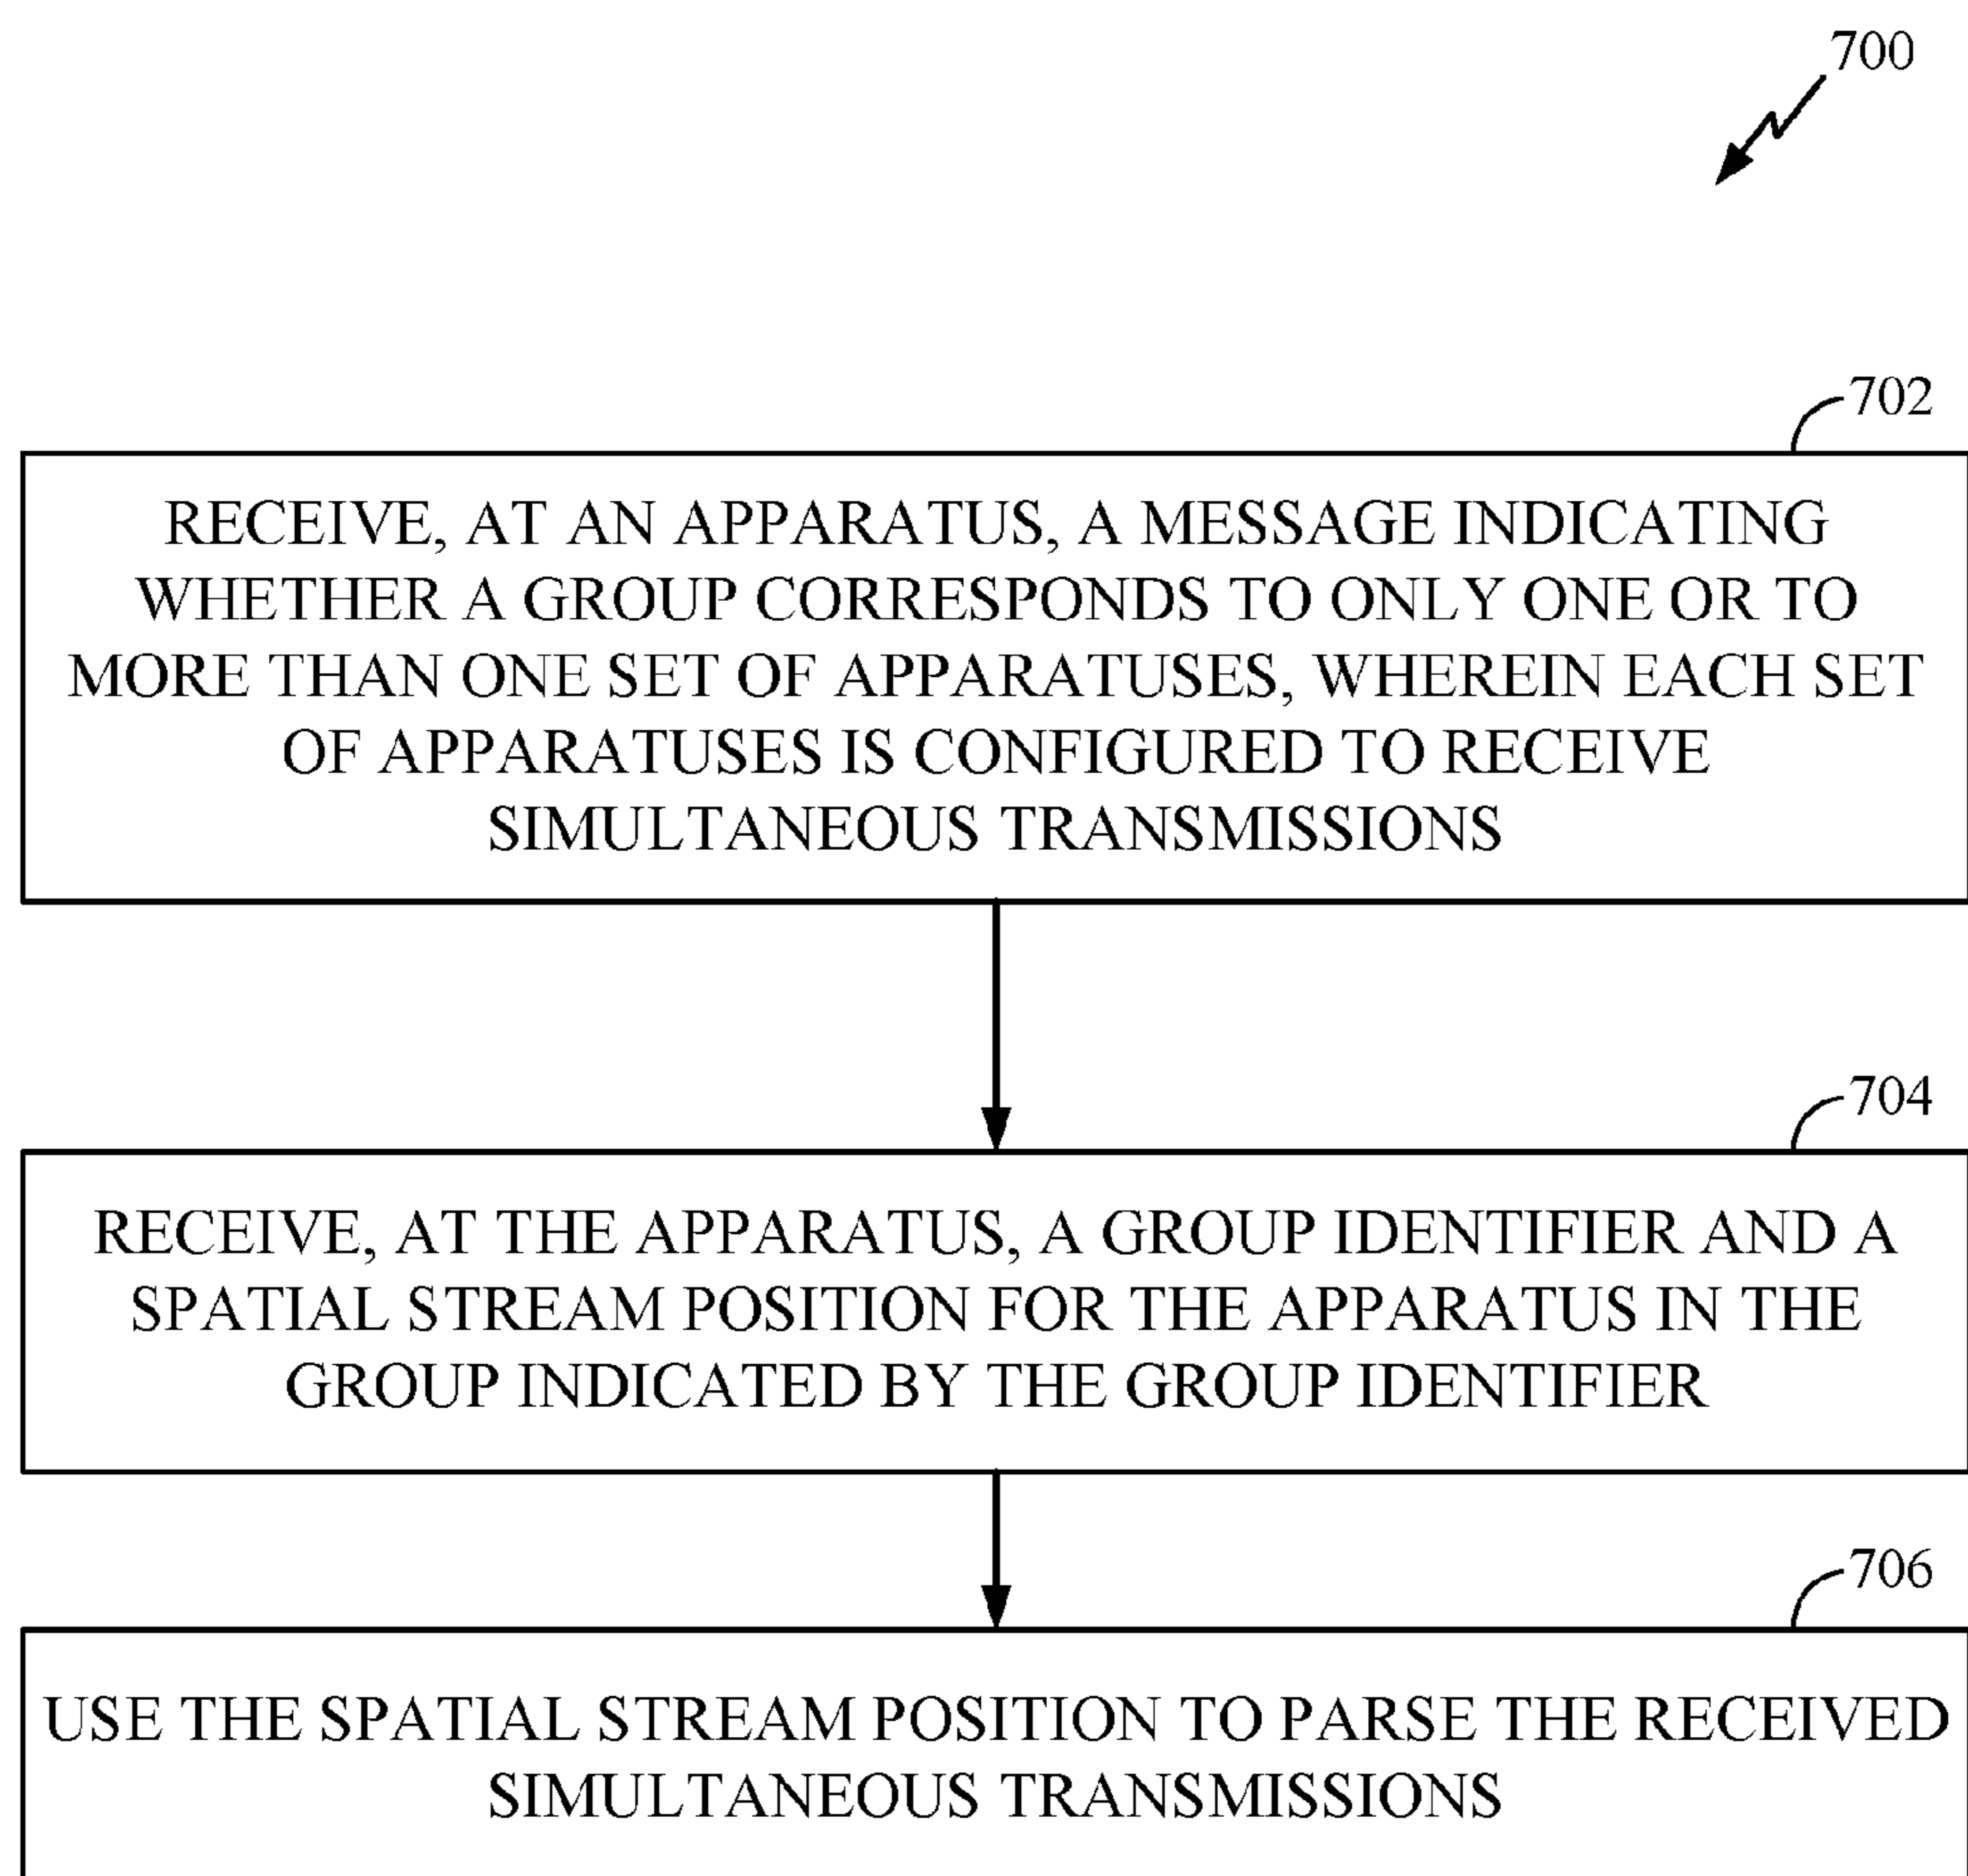 700
702
RECEIVE, AT AN APPARATUS, A MESSAGE INDICATING
WHETHER A GROUP CORRESPONDS TO ONLY ONE OR TO
MORE THAN ONE SET OF APPARATUSES, WHEREIN EACH SET
OF APPARATUSES IS CONFIGURED TO RECEIVE
SIMULTANEOUS TRANSMISSIONS
704
RECEIVE, AT THE APPARATUS, A GROUP IDENTIFIER AND A
SPATIAL STREAM POSITION FOR THE APPARATUS IN THE
GROUP INDICATED BY THE GROUP IDENTIFIER
706
USE THE SPATIAL STREAM POSITION TO PARSE THE RECEIVED
SIMULTANEOUS TRANSMISSIONS